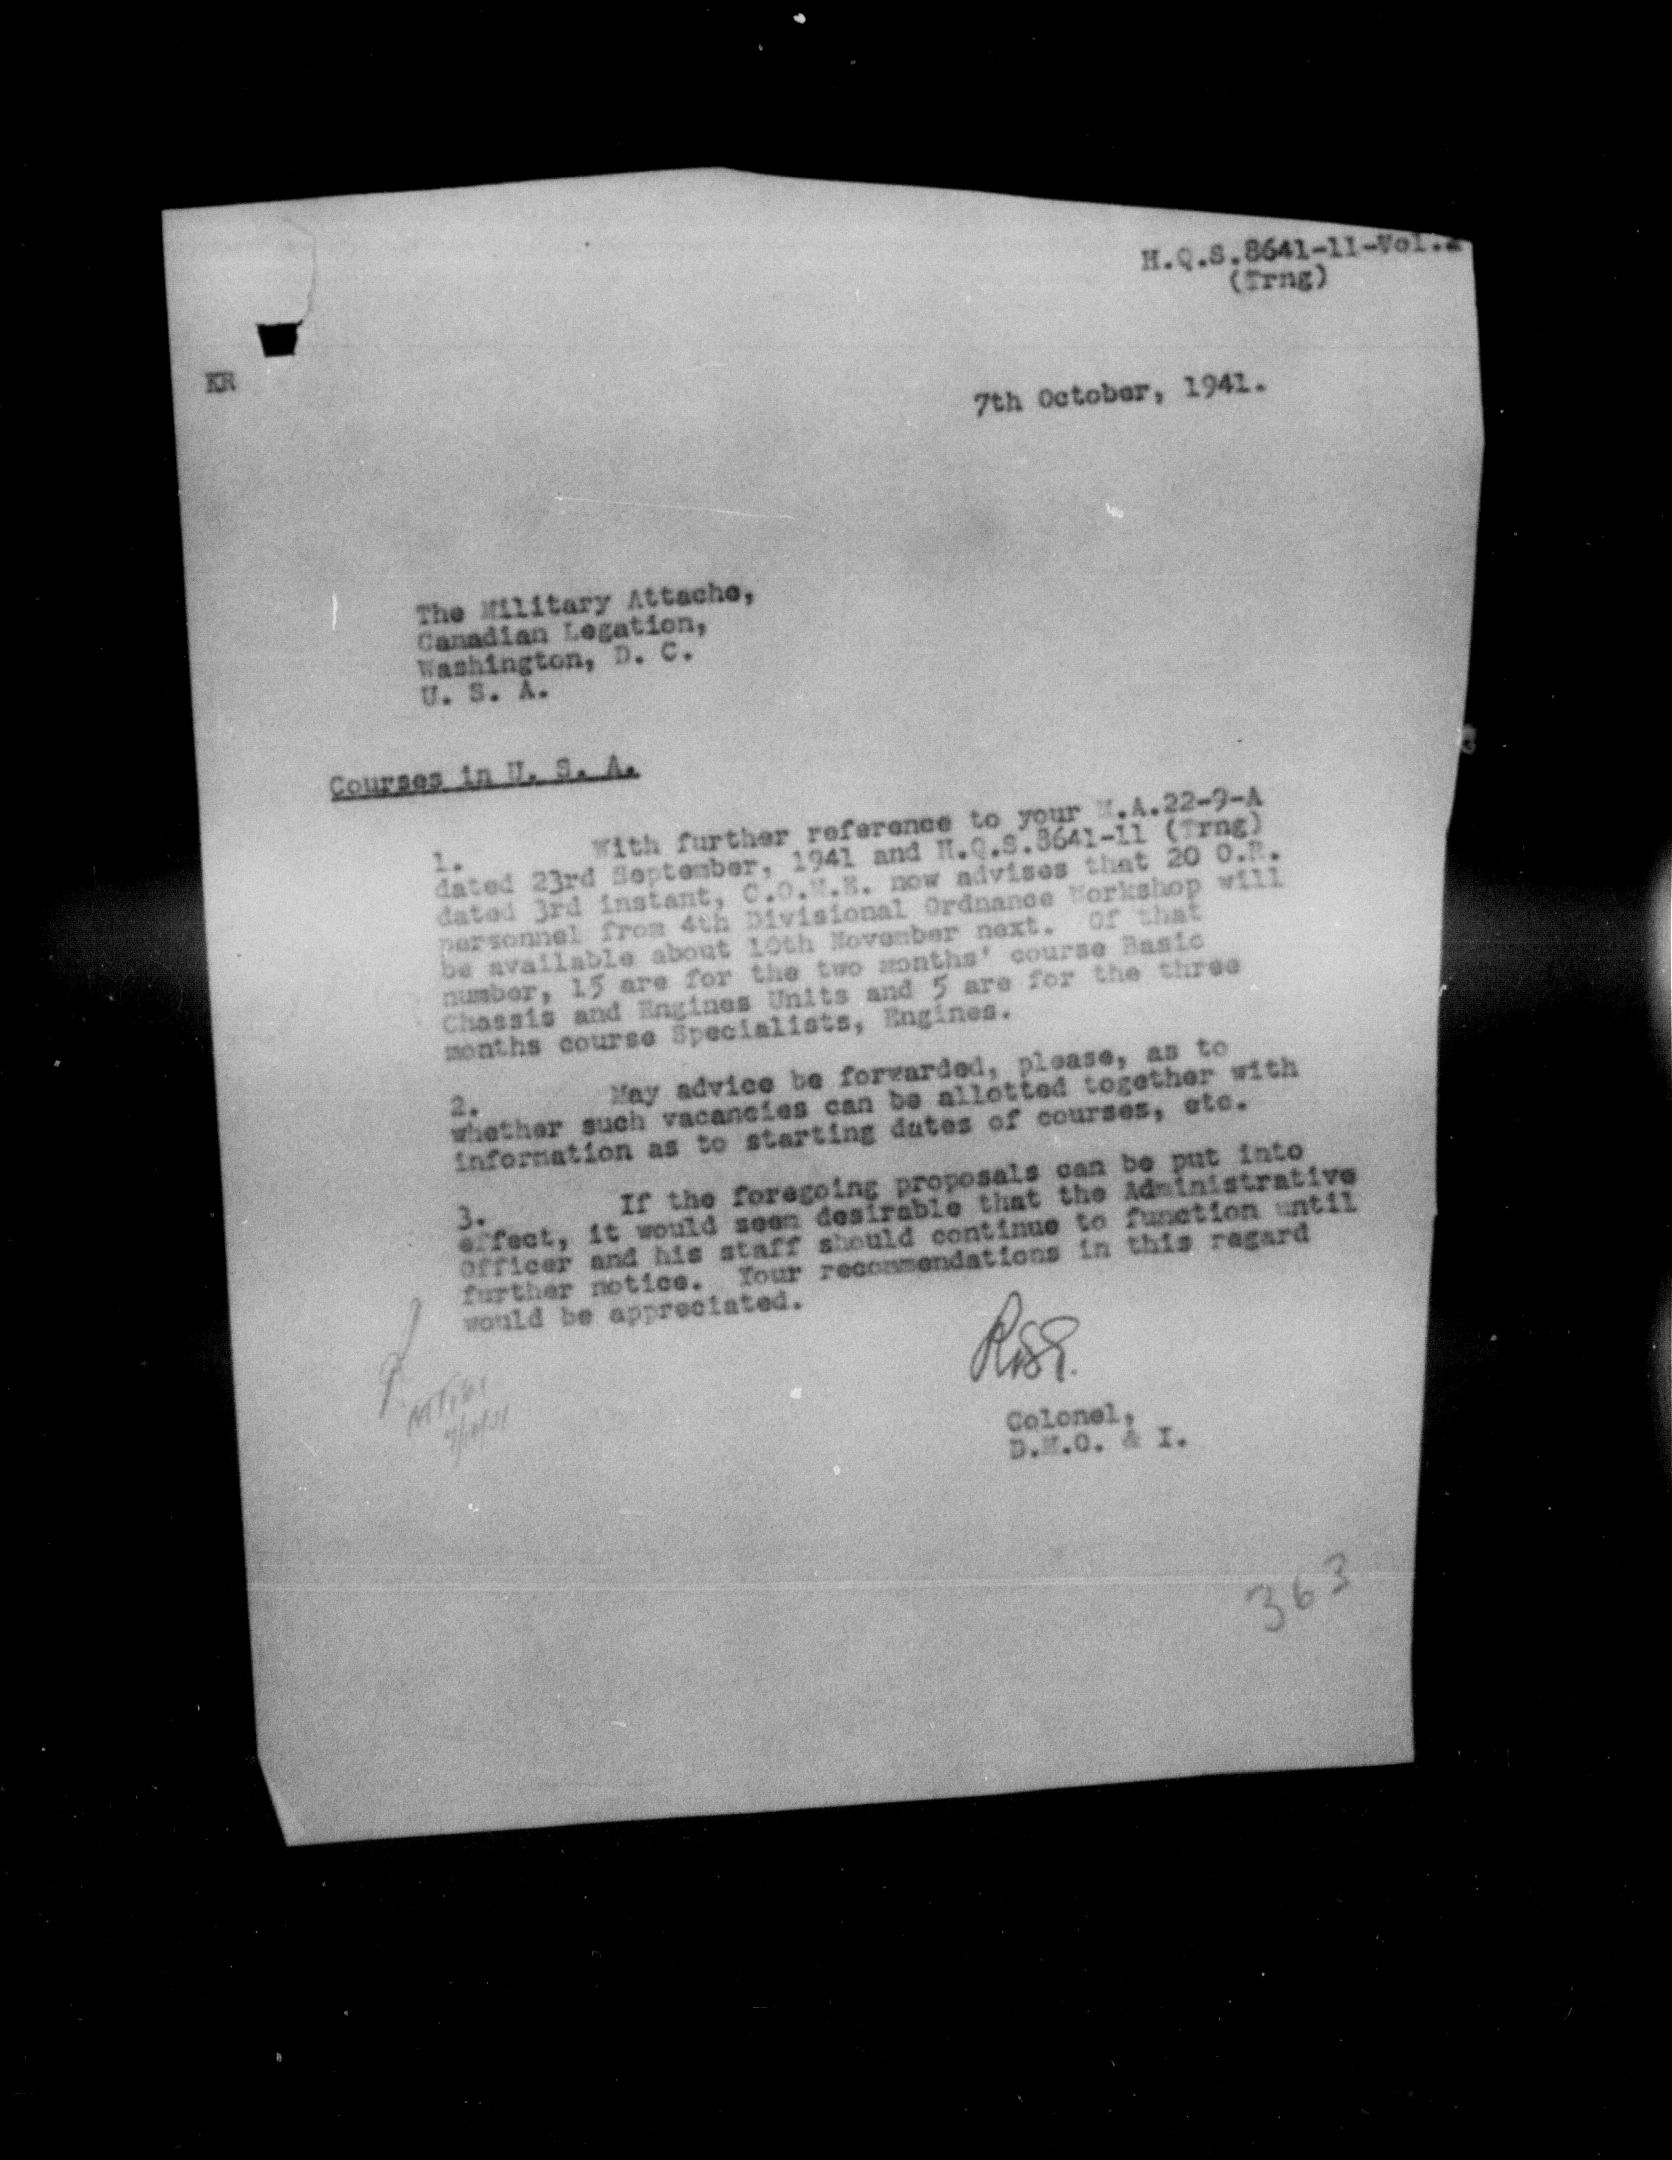 H.Q.S.8641-11-Vol.
(Trng)
KR
7th October, 1941.
The Military Attache,
Canadian Legation,
Washington, D. C.
U. S. A.
Courses in U. S. A.
1. With further reference to your M.A.22-9-A
dated 23rd September, 1941 and H.Q.S.8641-11 (Trng)
dated 3rd instant, C.O.M.E. now advises that 20 O.R.
personnel from 4th Divisional Ordnance Workshop will
be available about 10th November next. Of that
number, 15 are for the two months' course Basic
Chassis and Engines Units and 5 are for the three
months course Specialists, Engines.
2. May advice be forwarded, please, as to
whether such vacancies can be allotted together with
information as to starting dates of courses, etc.
3. If the foregoing proposals can be put into
effect, it would seem desirable that the Administrative
Officer and his staff should continue to function until
further notice. Your recommendations in this regard
would be appreciated.
Colonel,
D.M.O. & I.
363